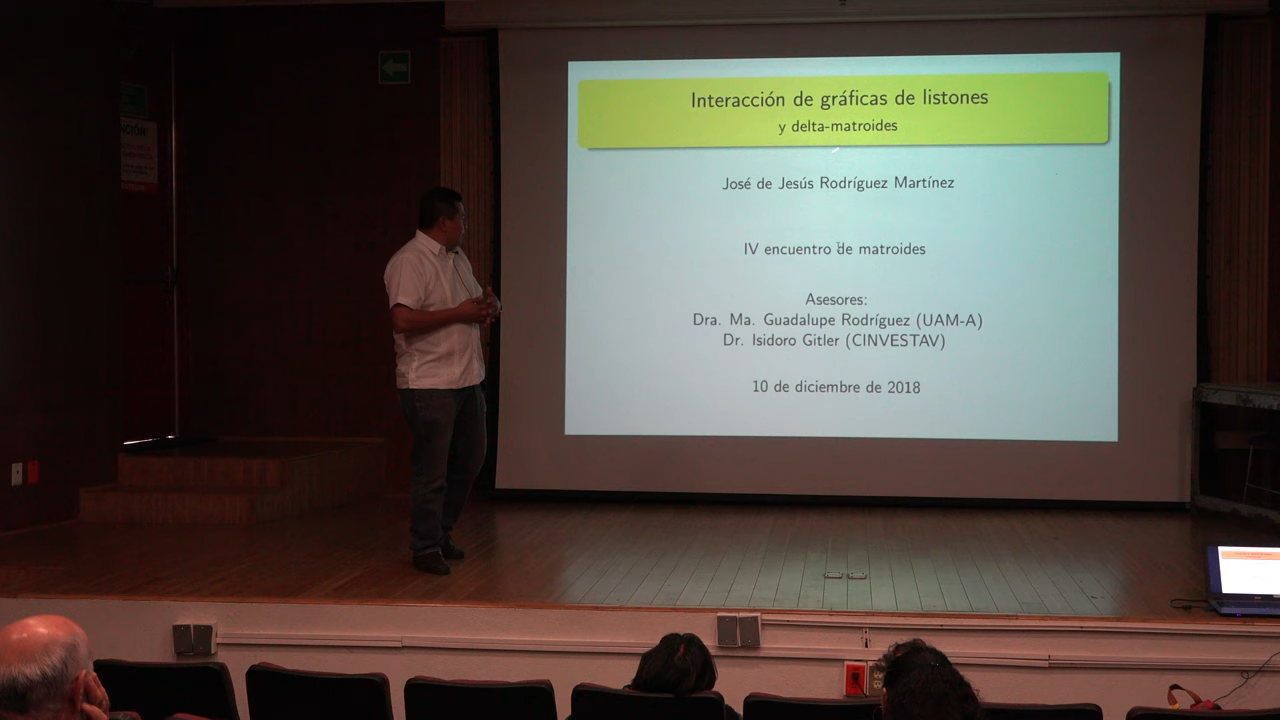 Interacción de gráficas de listones
y delta-matroides
José de Jesús Rodríguez Martínez
IV encuentro de matroides
Asesores:
Dra. Ma. Guadalupe Rodríguez (UAM-A)
Dr. Isidoro Gitler (CINVESTAV)
10 de diciembre de 2018